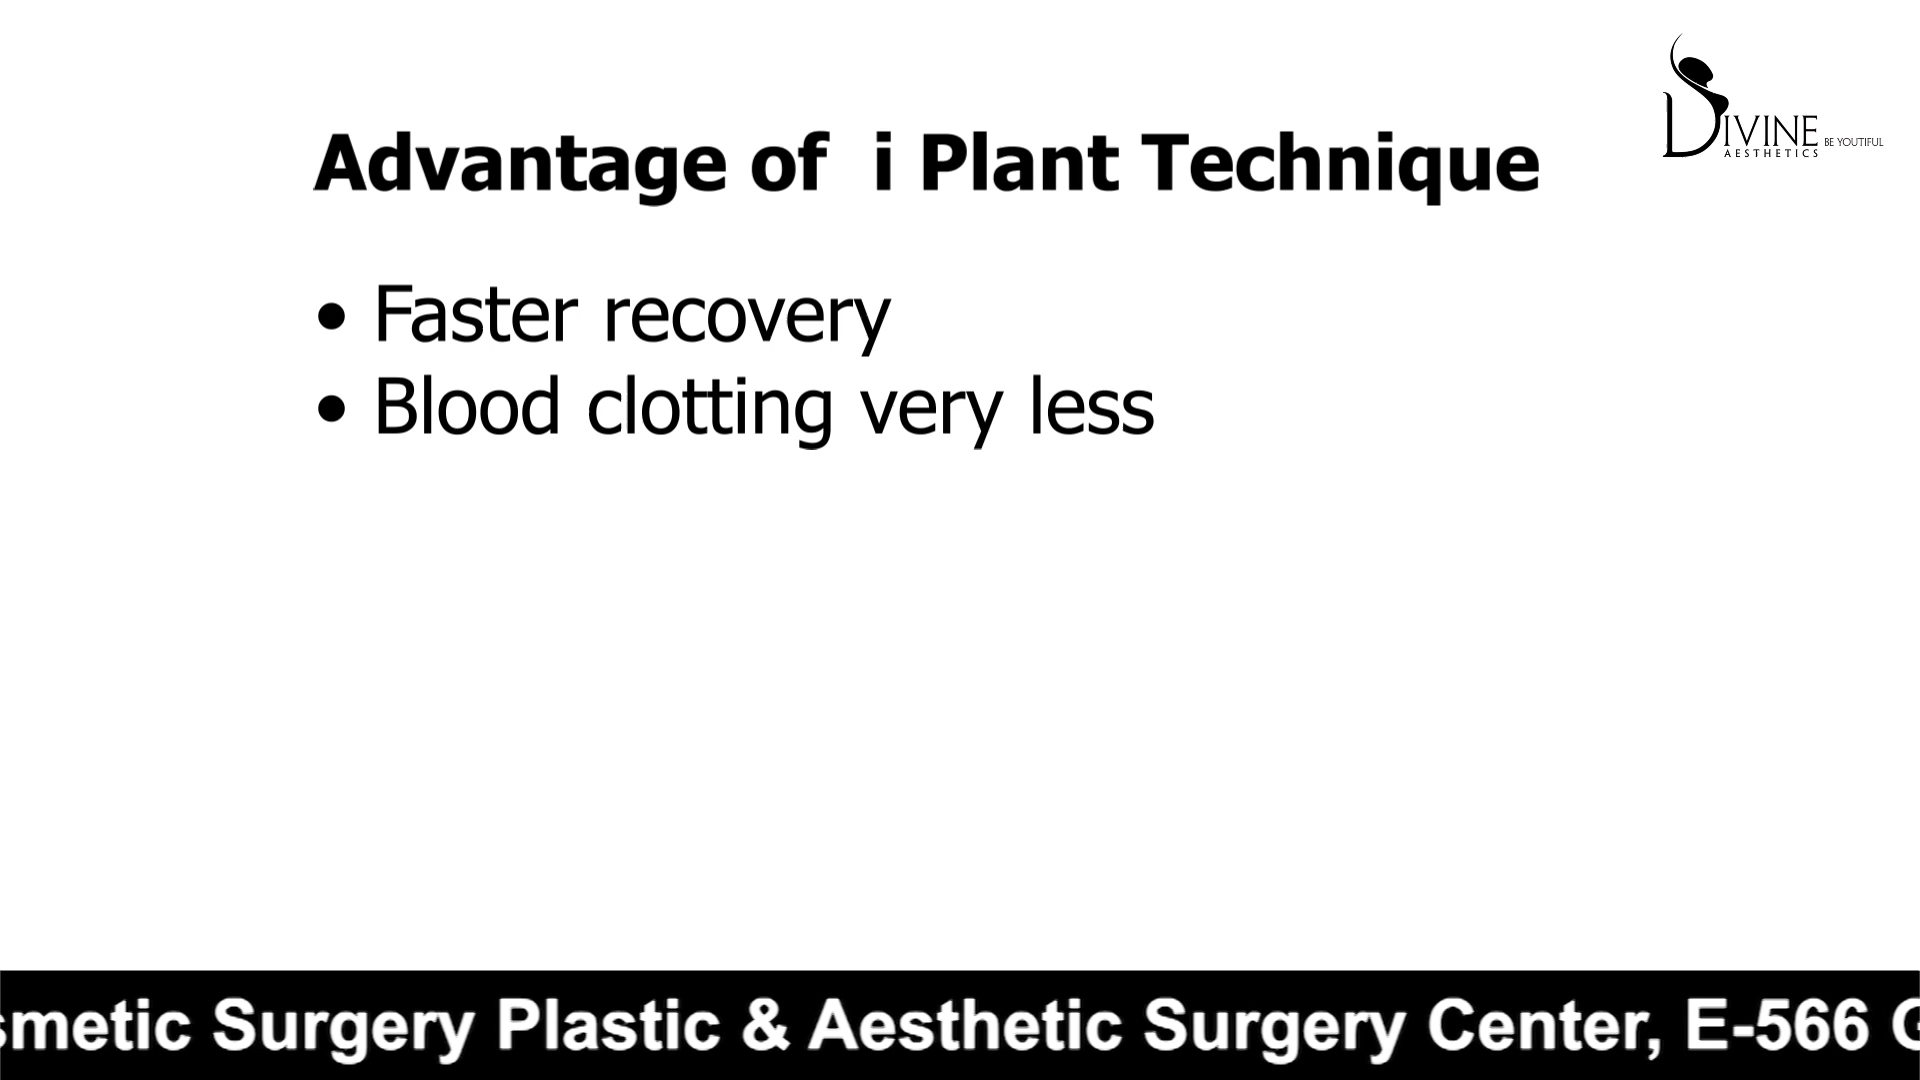 DIVINE
AESTHETICS
BE YOUTIFUL
Advantage of  i Plant Technique
• Faster recovery
• Blood clotting very less
smetic Surgery Plastic & Aesthetic Surgery Center, E-566 G